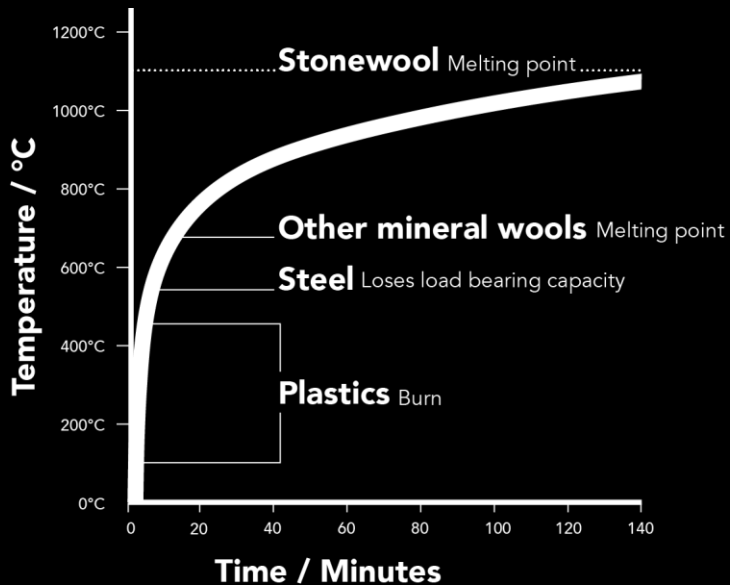 1200°C
Stonewool Melting point
1000°C
800°C
Other mineral wools Melting point
600°C
Steel Loses load bearing capacity
400°C
Plastics Burn
200°C
0°C
Temperature / °C
0 20 40 60 80 100 120 140
Time / Minutes